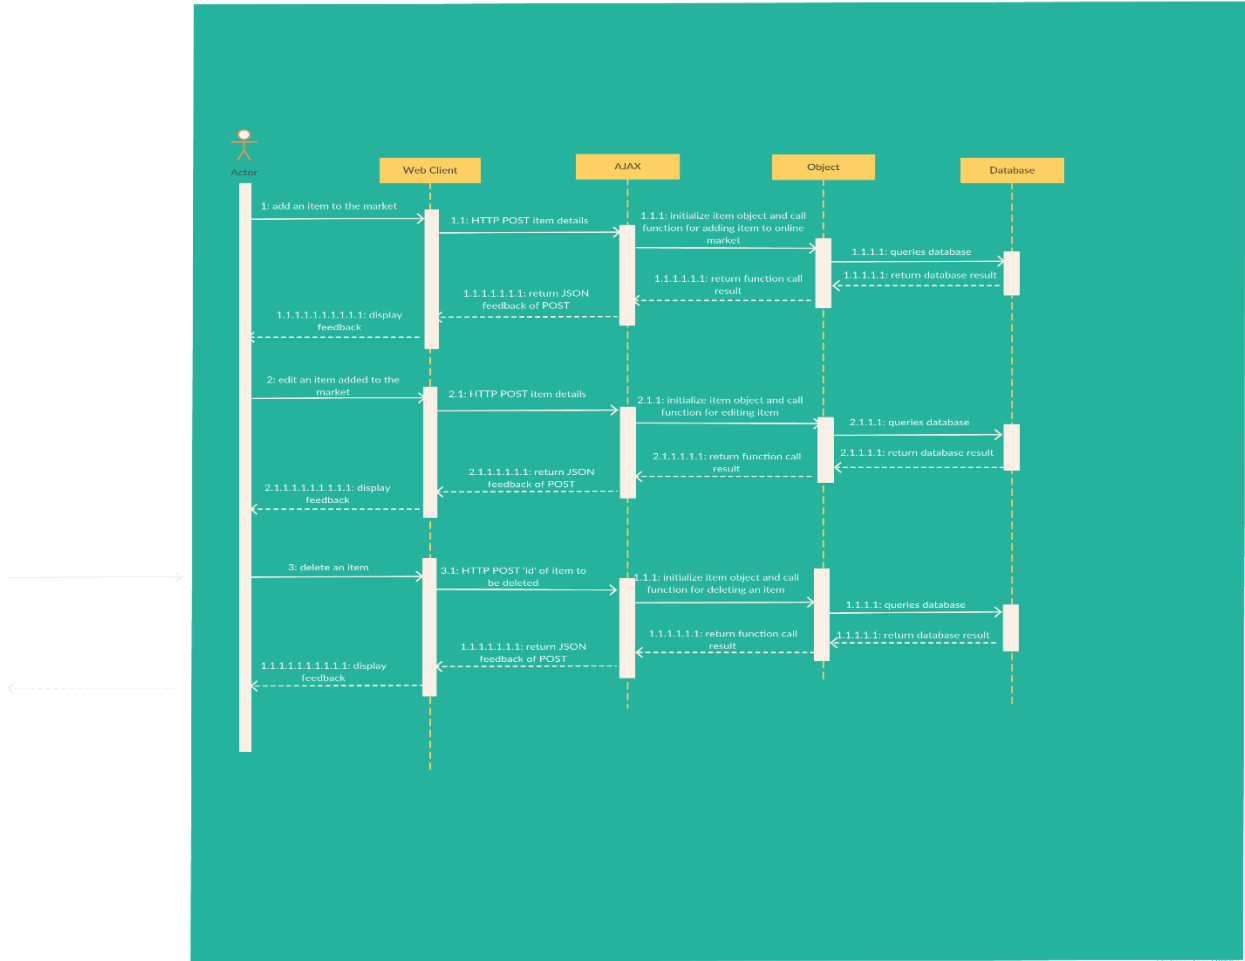 Actor
Web Client
AJAX
Object
Database
1: add an item to the market
1.1: HTTP POST item details
1.1.1: initialize item object and call
function for adding item to online
market
1.1.1.1: queries database
1.1.1.1.1: return database result
1.1.1.1.1.1: return function call
result
1.1.1.1.1.1.1: return JSON
feedback of POST
1.1.1.1.1.1.1.1.1.1: display
feedback
2: edit an item added to the
market
2.1: HTTP POST item details
2.1.1: initialize item object and call
function for editing item
2.1.1.1: queries database
2.1.1.1.1: return database result
2.1.1.1.1.1: return function call
result
2.1.1.1.1.1.1: return JSON
feedback of POST
2.1.1.1.1.1.1.1.1.1: display
feedback
3: delete an item
3.1: HTTP POST 'id' of item to
be deleted
1.1.1: initialize item object and call
function for deleting an item
1.1.1.1: queries database
1.1.1.1.1: return database result
1.1.1.1.1.1: return function call
result
1.1.1.1.1.1.1: return JSON
feedback of POST
1.1.1.1.1.1.1.1.1.1: display
feedback